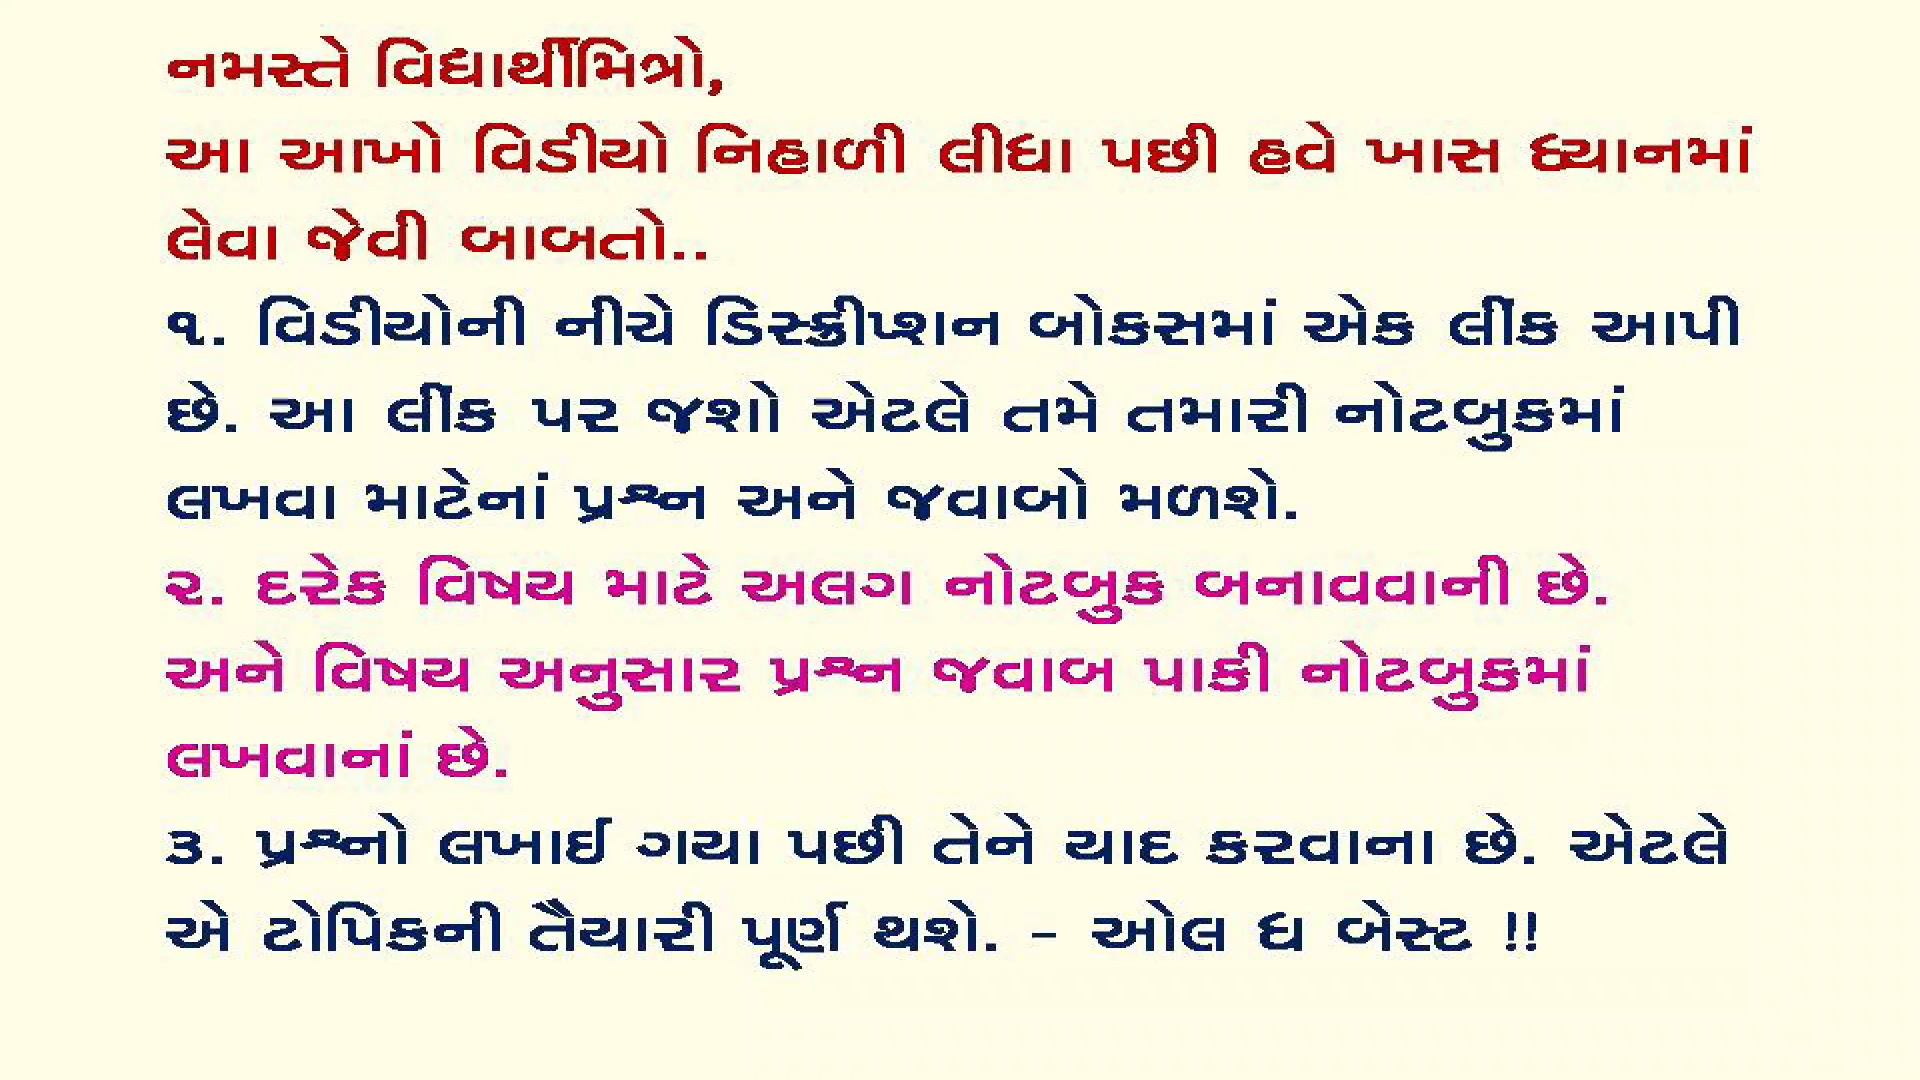 નમસ્તે વિદ્યાર્થીમિત્રો,
આ આખો વિડીયો નિહાળી લીધા પછી હવે ખાસ ધ્યાનમાં
લેવા જેવી બાબતો..
૧. વિડીયોની નીચે ડિસ્ક્રીપ્શન બોકસમાં એક લીંક આપી
છે. આ લીંક પર જશો એટલે તમે તમારી નોટબુકમાં
લખવા માટેનાં પ્રશ્ન અને જવાબો મળશે.
૨. દરેક વિષય માટે અલગ નોટબુક બનાવવાની છે.
અને વિષય અનુસાર પ્રશ્ન જવાબ પાકી નોટબુકમાં
લખવાનાં છે.
૩. પ્રશ્નો લખાઈ ગયા પછી તેને યાદ કરવાના છે. એટલે
એ ટોપિકની તૈયારી પૂર્ણ થશે. - ઓલ ધ બેસ્ટ !!